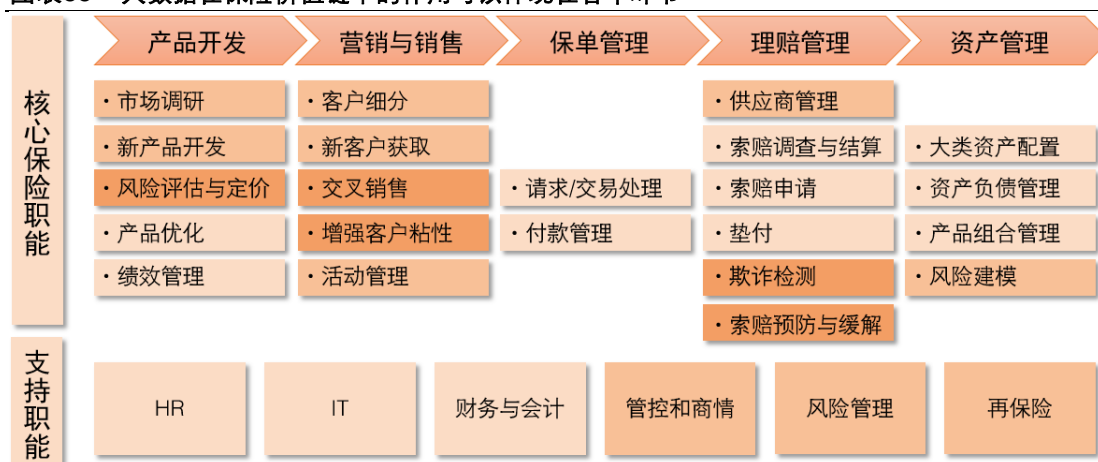 核心保险职能
产品开发
营销与销售
保单管理
理赔管理
资产管理
· 市场调研
· 新产品开发
· 风险评估与定价
· 产品优化
· 绩效管理
· 客户细分
· 新客户获取
· 交叉销售
· 增强客户粘性
· 活动管理
· 请求/交易处理
· 付款管理
· 供应商管理
· 索赔调查与结算
· 索赔申请
· 垫付
· 欺诈检测
· 索赔预防与缓解
· 大类资产配置
· 资产负债管理
· 产品组合管理
· 风险建模
支持职能
HR
IT
财务与会计
管控和商情
风险管理
再保险